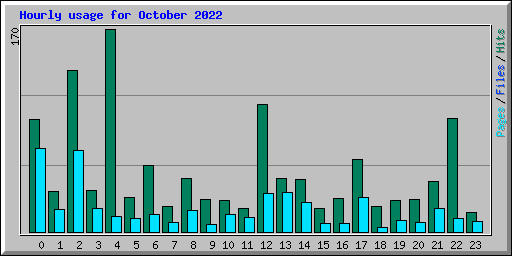 Hourly usage for October 2022
170
Pages/Files/Hits
0 1 2 3 4 5 6 7 8 9 10 11 12 13 14 15 16 17 18 19 20 21 22 23